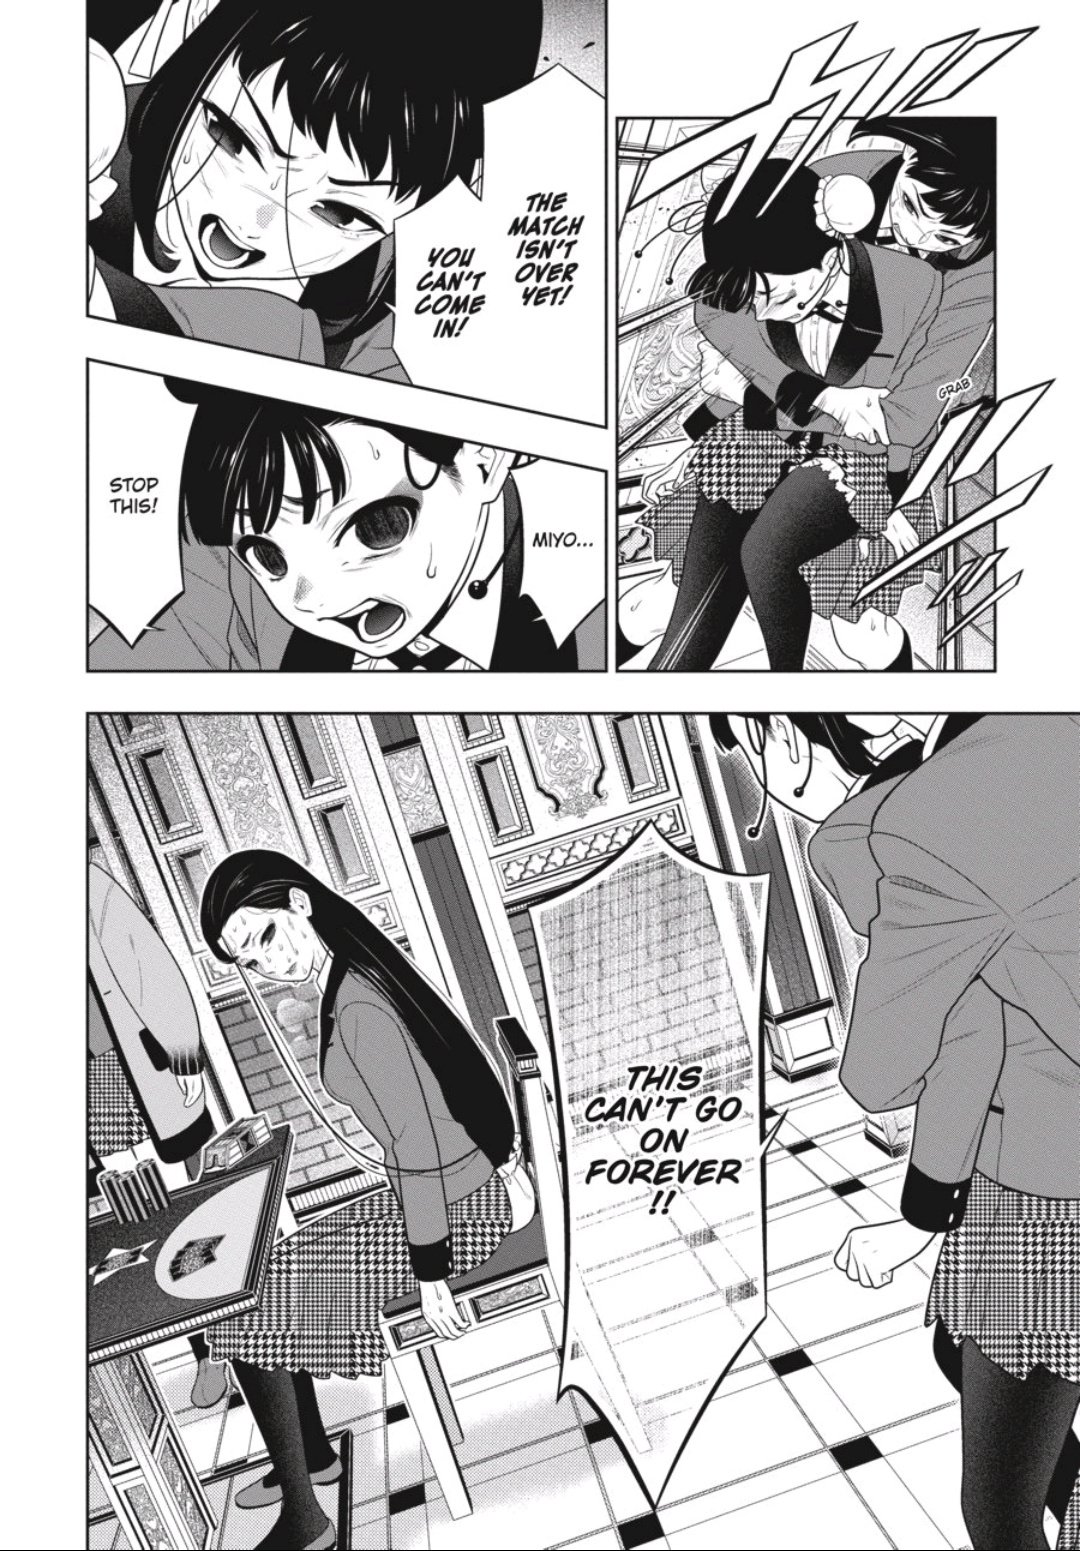 GRAB
THE
MATCH
ISN'T
OVER
YET!
YOU
CAN'T
COME
IN!
MIYO...
STOP
THIS!
THIS
CAN'T GO
ON
FOREVER
!!